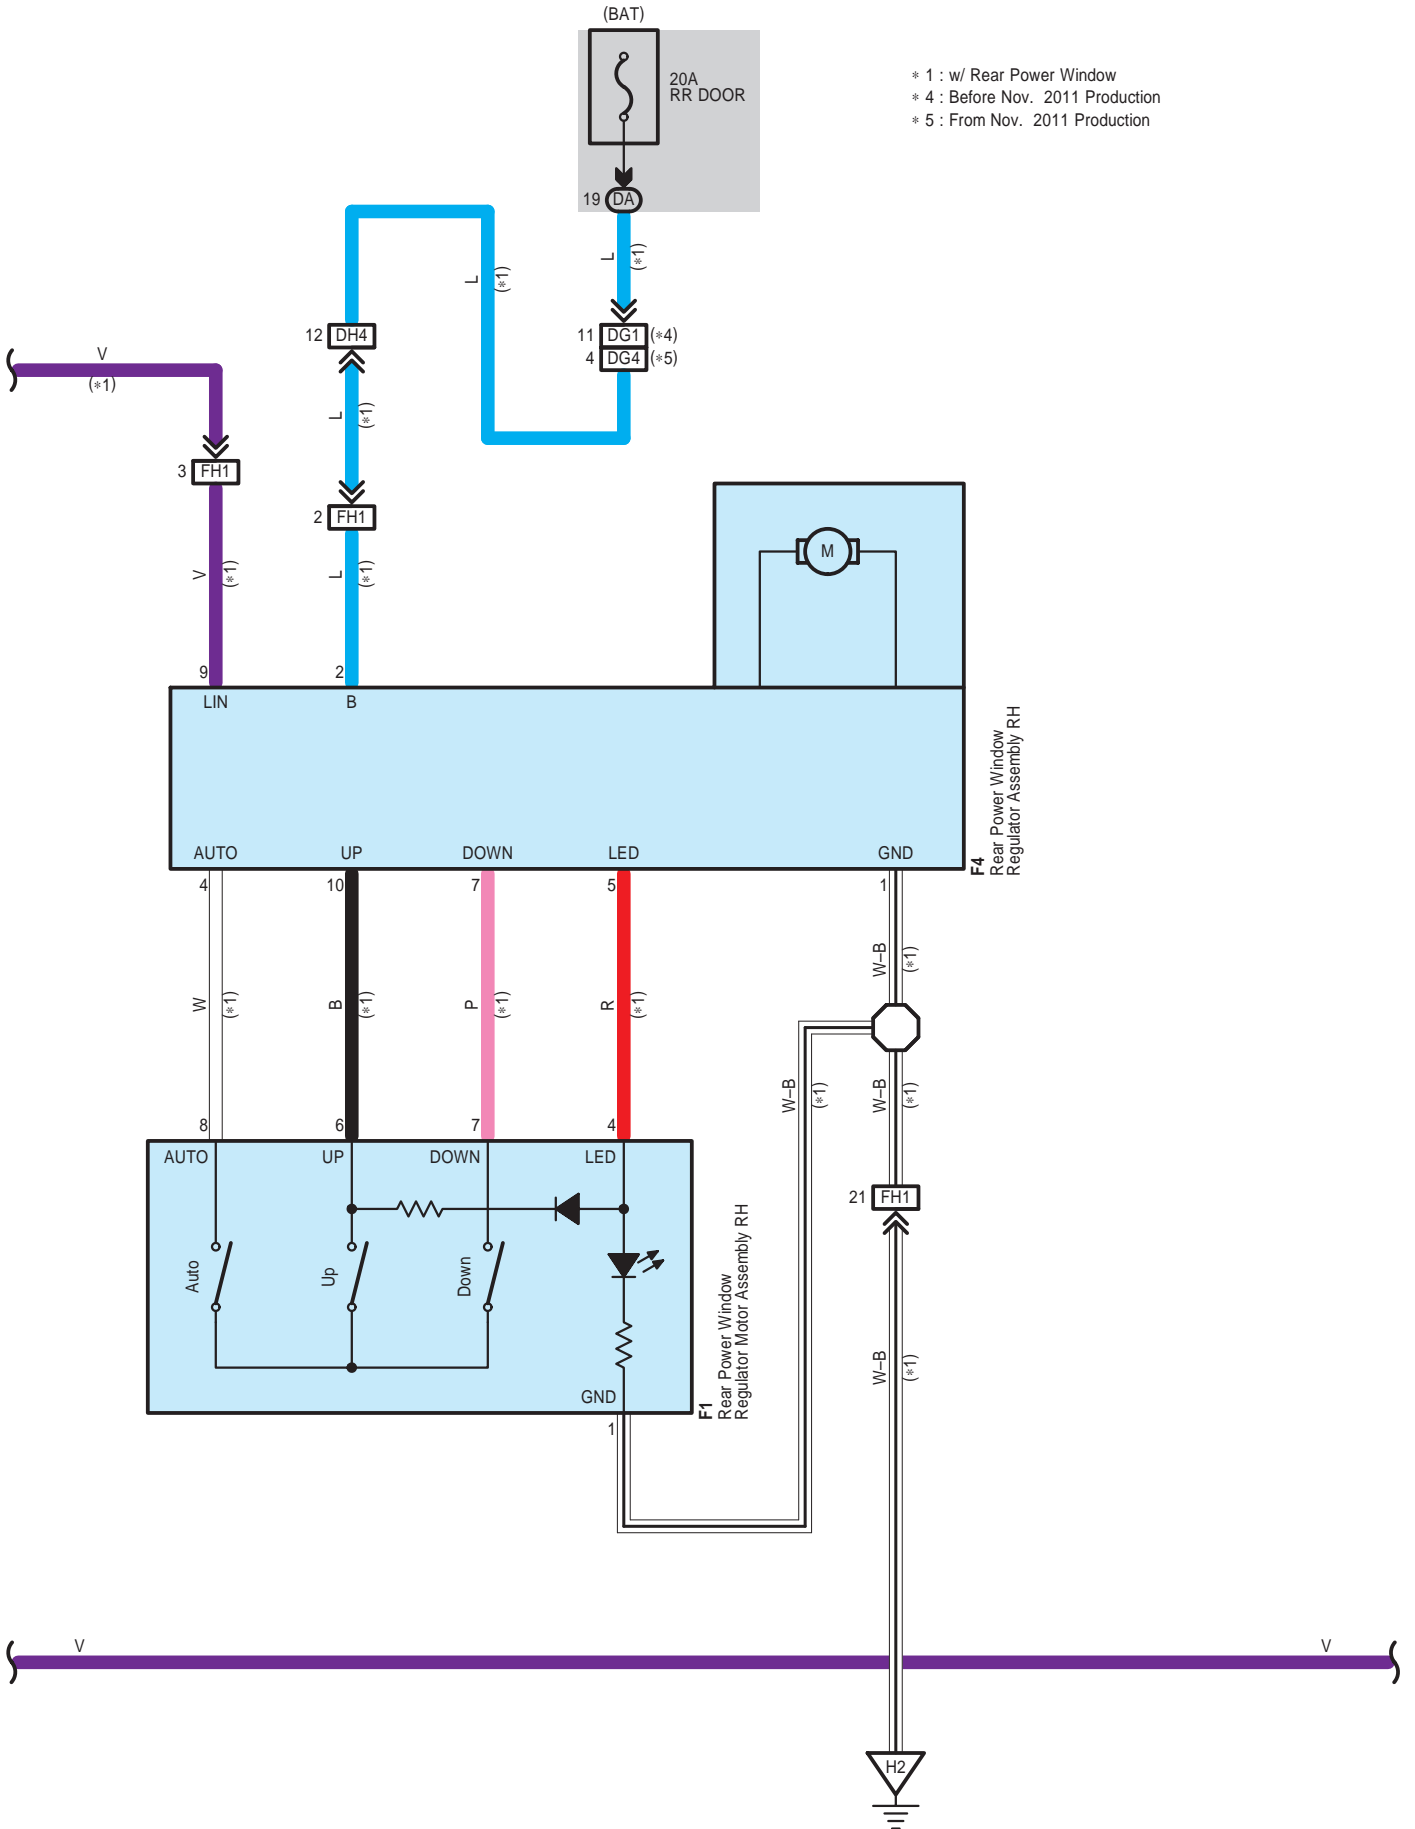 (BAT)
20A
RR DOOR
∗ 1 : w/ Rear Power Window
∗ 4 : Before Nov. 2011 Production
∗ 5 : From Nov. 2011 Production
19 DA
L
(∗1)
L
(∗1)
12 DH4
11 DG1 (∗4)
4 DG4 (∗5)
V
(∗1)
L
(∗1)
3 FH1
2 FH1
M
V
(∗1)
L
(∗1)
9
2
LIN
B
F4
Rear Power Window
Regulator Assembly RH
AUTO
UP
DOWN
LED
GND
4
10
7
5
1
W
(∗1)
B
(∗1)
P
(∗1)
R
(∗1)
W–B
(∗1)
W–B
(∗1)
W–B
(∗1)
8
6
7
4
AUTO
UP
DOWN
LED
21 FH1
Auto
Up
Down
F1
Rear Power Window
Regulator Motor Assembly RH
GND
1
W–B
(∗1)
V
V
H2